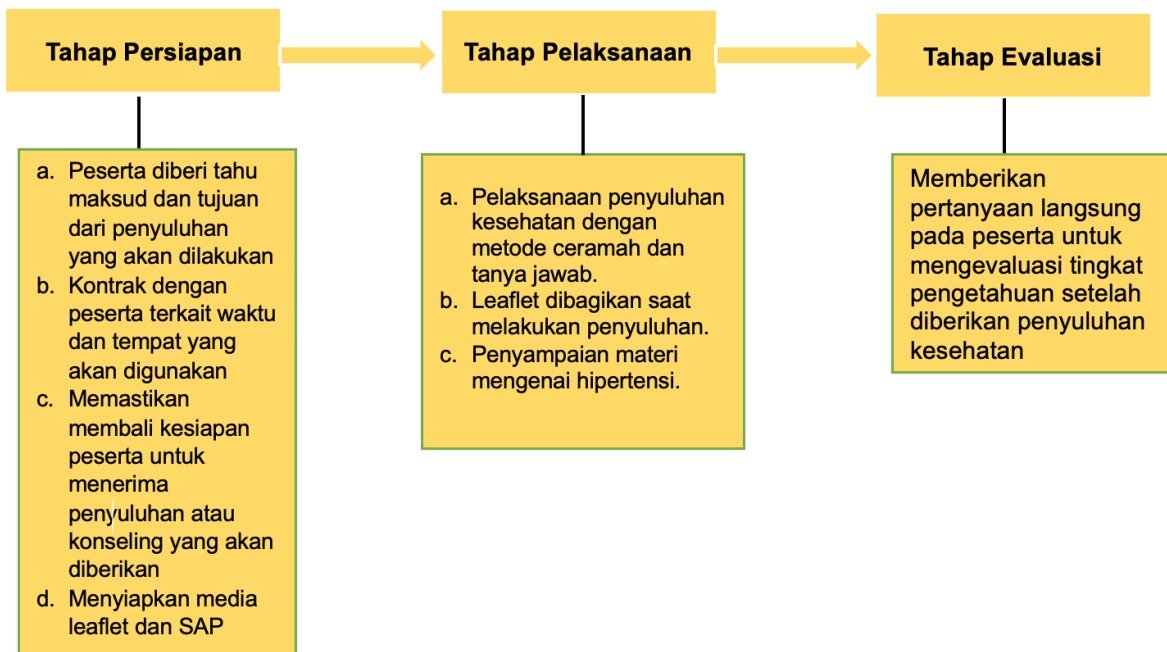 Tahap Persiapan
Tahap Pelaksanaan
Tahap Evaluasi
a. Peserta diberi tahu
maksud dan tujuan
dari penyuluhan
yang akan dilakukan
b. Kontrak dengan
peserta terkait waktu
dan tempat yang
akan digunakan
c. Memastikan
membali kesiapan
peserta untuk
menerima
penyuluhan atau
konseling yang akan
diberikan
d. Menyiapkan media
leaflet dan SAP
a. Pelaksanaan penyuluhan
kesehatan dengan
metode ceramah dan
tanya jawab.
b. Leaflet dibagikan saat
melakukan penyuluhan.
c. Penyampaian materi
mengenai hipertensi.
Memberikan
pertanyaan langsung
pada peserta untuk
mengevaluasi tingkat
pengetahuan setelah
diberikan penyuluhan
kesehatan